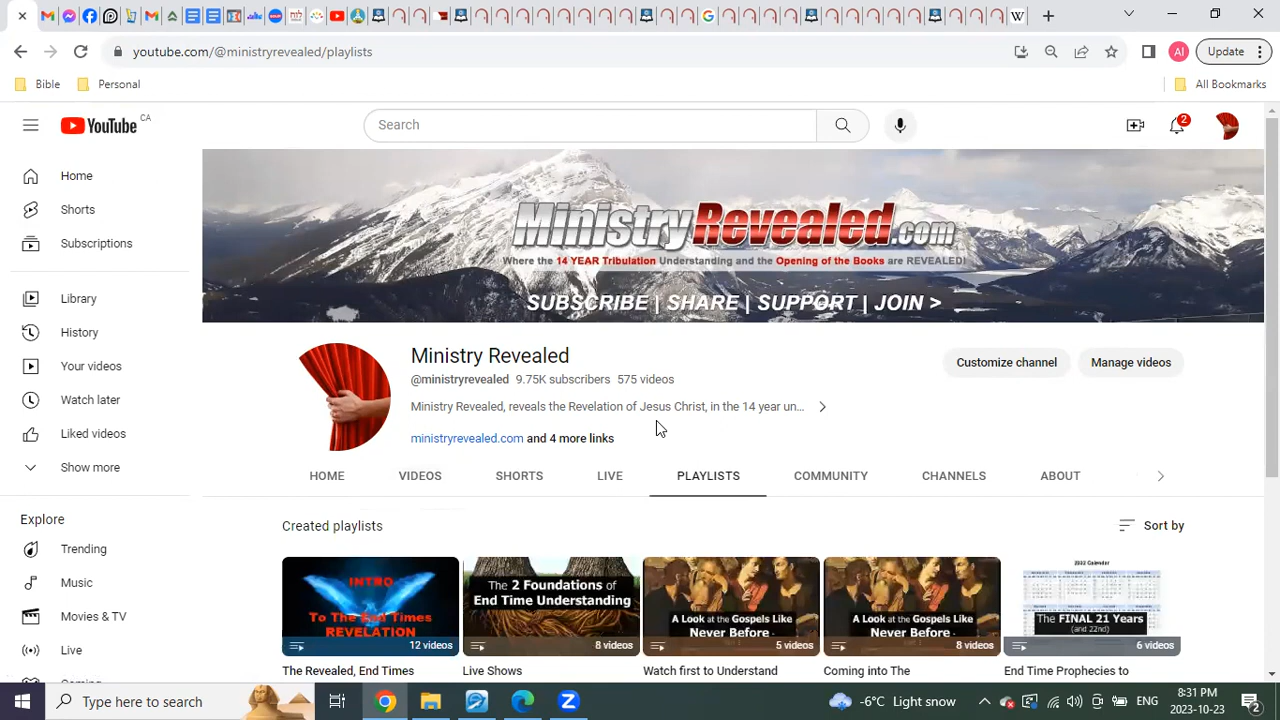 youtube.com/@ministryrevealed/playlists
AI
Update
Bible
Personal
All Bookmarks
YouTube CA
Search
2
Home
Shorts
Subscriptions
Library
History
Your videos
Watch later
Liked videos
Show more
Explore
Trending
Music
Movies & TV
Live
MinistryRevealed.com
Where the 14 YEAR Tribulation Understanding and the Opening of the Books are REVEALED!
SUBSCRIBE | SHARE | SUPPORT | JOIN >
Ministry Revealed
@ministryrevealed 9.75K subscribers 575 videos
Ministry Revealed, reveals the Revelation of Jesus Christ, in the 14 year un...
ministryrevealed.com and 4 more links
Customize channel
Manage videos
HOME
VIDEOS
SHORTS
LIVE
PLAYLISTS
COMMUNITY
CHANNELS
ABOUT
Created playlists
Sort by
INTRO
To The End Times
REVELATION
12 videos
The Revealed, End Times
The 2 Foundations of
End Time Understanding
8 videos
Live Shows
A Look at the Gospels Like
Never Before -
5 videos
Watch first to Understand
A Look at the Gospels Like
Never Before -
8 videos
Coming into The
2022 Calendar
The FINAL 21 Years
(and 22nd)
6 videos
End Time Prophecies to
Type here to search
-6°C Light snow
ENG
8:31 PM
2023-10-23
2